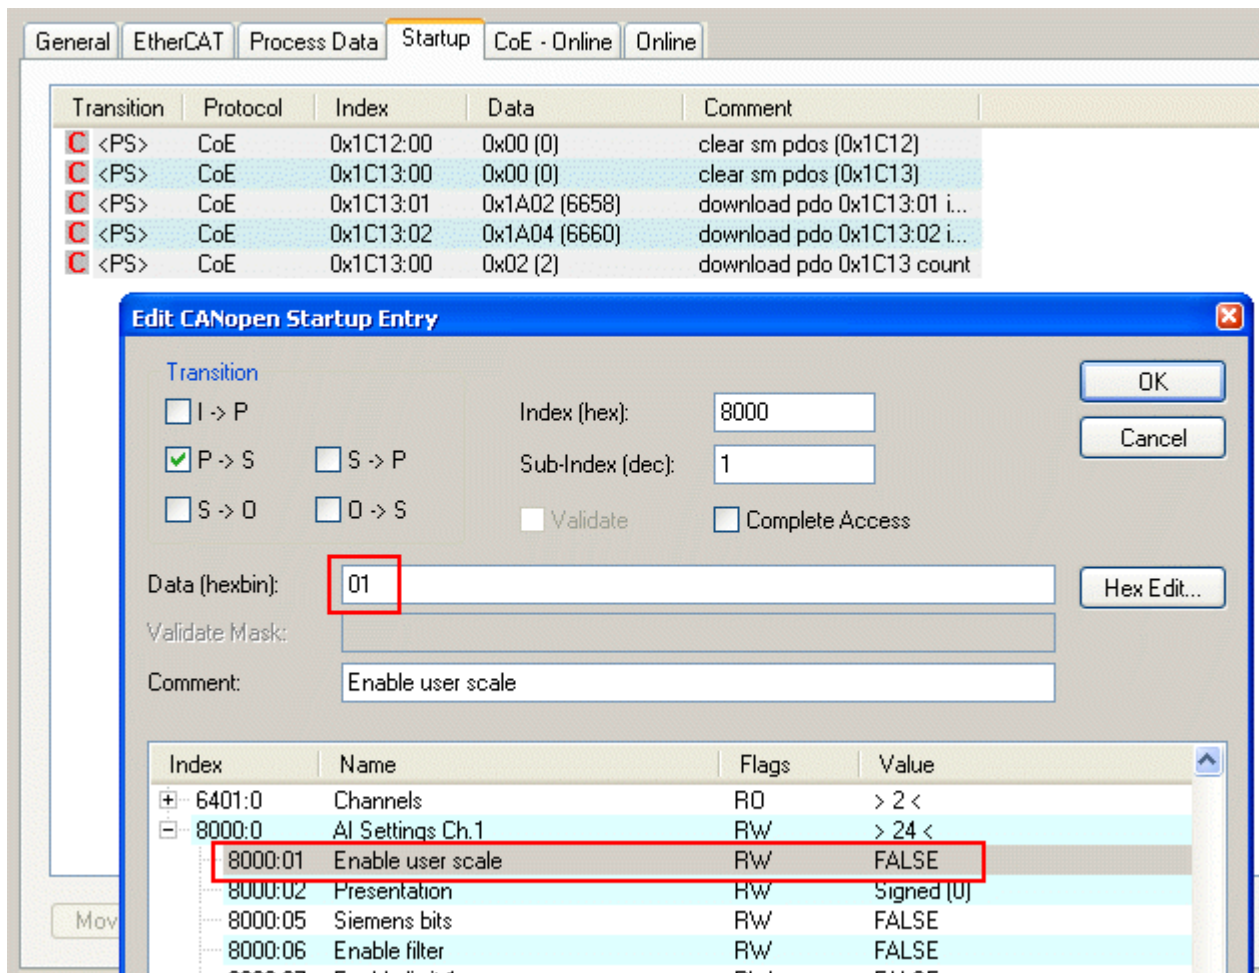 General EtherCAT Process Data Startup CoE - Online Online
Transition Protocol Index Data Comment
C <PS> CoE 0x1C12:00 0x00 (0) clear sm pdos (0x1C12)
C <PS> CoE 0x1C13:00 0x00 (0) clear sm pdos (0x1C13)
C <PS> CoE 0x1C13:01 0x1A02 (6658) download pdo 0x1C13:01 i...
C <PS> CoE 0x1C13:02 0x1A04 (6660) download pdo 0x1C13:02 i...
C <PS> CoE 0x1C13:00 0x02 (2) download pdo 0x1C13 count
Edit CANopen Startup Entry
Transition
I -> P Index (hex): 8000 OK
P -> S S -> P Sub-Index (dec): 1 Cancel
S -> O O -> S Validate Complete Access
Data (hexbin): 01 Hex Edit...
Validate Mask:
Comment: Enable user scale
Index Name Flags Value
6401:0 Channels RO > 2 <
8000:0 AI Settings Ch.1 RW > 24 <
8000:01 Enable user scale RW FALSE
8000:02 Presentation RW Signed (0)
8000:05 Siemens bits RW FALSE
Mov
8000:06 Enable filter RW FALSE